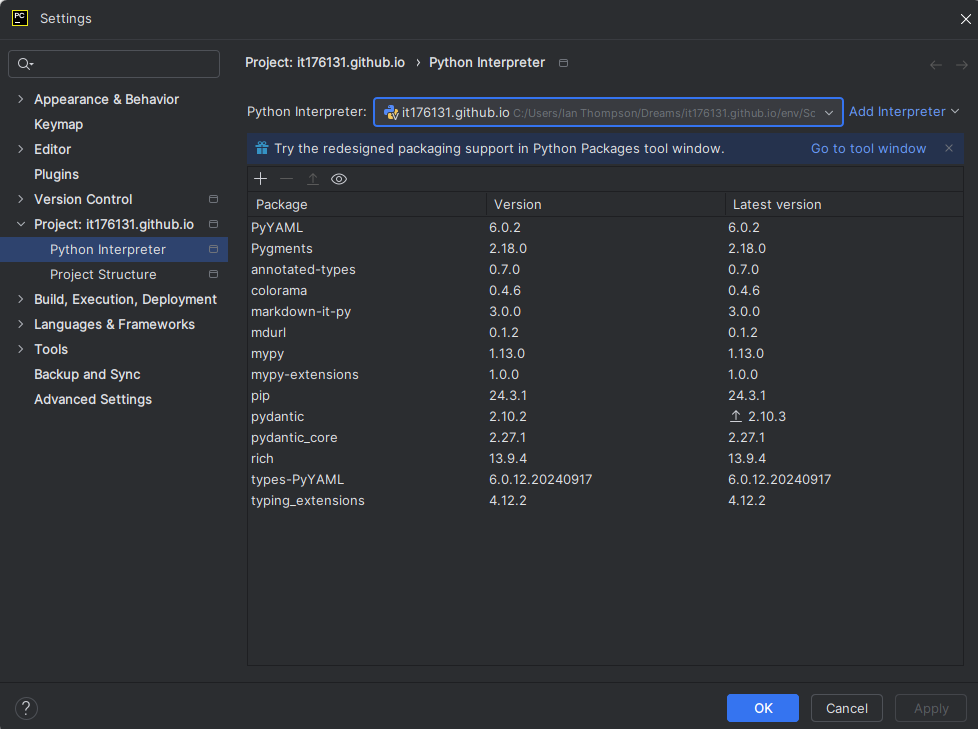 PC Settings
Project: it176131.github.io › Python Interpreter
Appearance & Behavior
Keymap
Editor
Plugins
Version Control
Project: it176131.github.io
Python Interpreter
Project Structure
Build, Execution, Deployment
Languages & Frameworks
Tools
Backup and Sync
Advanced Settings
Python Interpreter: it176131.github.io C:/Users/Ian Thompson/Dreams/it176131.github.io/env/Sc Add Interpreter
Try the redesigned packaging support in Python Packages tool window. Go to tool window
Package Version Latest version
PyYAML 6.0.2 6.0.2
Pygments 2.18.0 2.18.0
annotated-types 0.7.0 0.7.0
colorama 0.4.6 0.4.6
markdown-it-py 3.0.0 3.0.0
mdurl 0.1.2 0.1.2
mypy 1.13.0 1.13.0
mypy-extensions 1.0.0 1.0.0
pip 24.3.1 24.3.1
pydantic 2.10.2 2.10.3
pydantic_core 2.27.1 2.27.1
rich 13.9.4 13.9.4
types-PyYAML 6.0.12.20240917 6.0.12.20240917
typing_extensions 4.12.2 4.12.2
? OK Cancel Apply